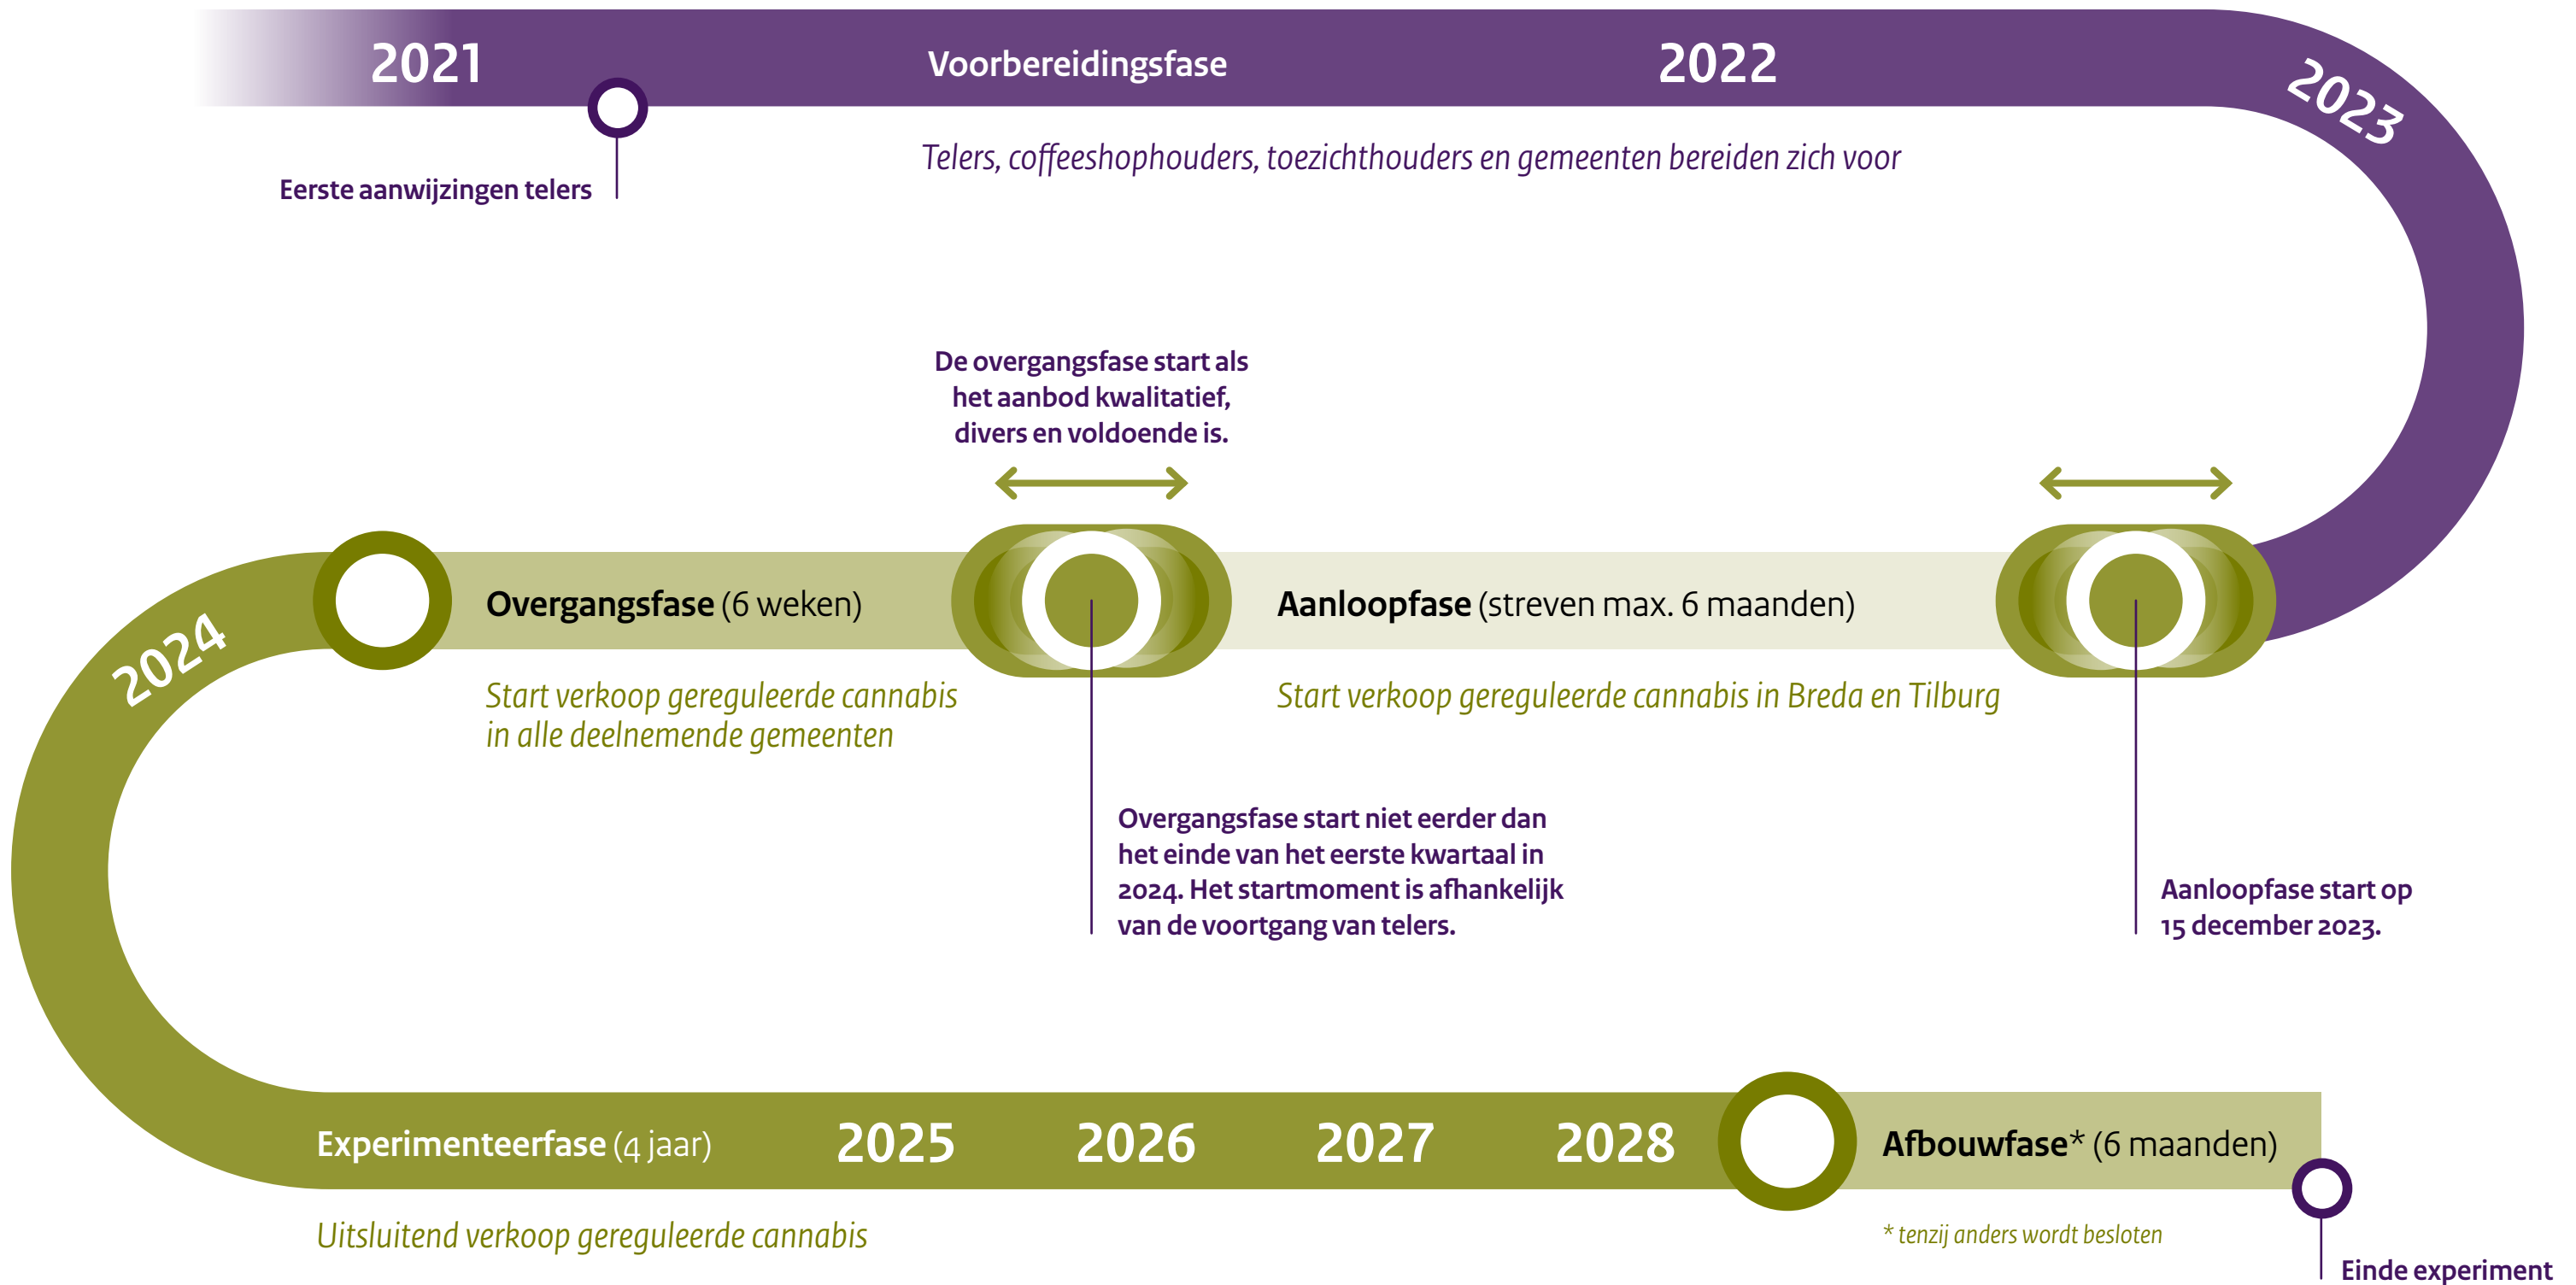 2021
Voorbereidingsfase
2022
2023
Telers, coffeeshophouders, toezichthouders en gemeenten bereiden zich voor
Eerste aanwijzingen telers
De overgangsfase start als
het aanbod kwalitatief,
divers en voldoende is.
Aanloopfase (streven max. 6 maanden)
Start verkoop gereguleerde cannabis in Breda en Tilburg
Aanloopfase start op
15 december 2023.
Overgangsfase (6 weken)
Start verkoop gereguleerde cannabis
in alle deelnemende gemeenten
Overgangsfase start niet eerder dan
het einde van het eerste kwartaal in
2024. Het startmoment is afhankelijk
van de voortgang van telers.
2024
Experimenteerfase (4 jaar)
2025
2026
2027
2028
Afbouwfase* (6 maanden)
Uitsluitend verkoop gereguleerde cannabis
* tenzij anders wordt besloten
Einde experiment